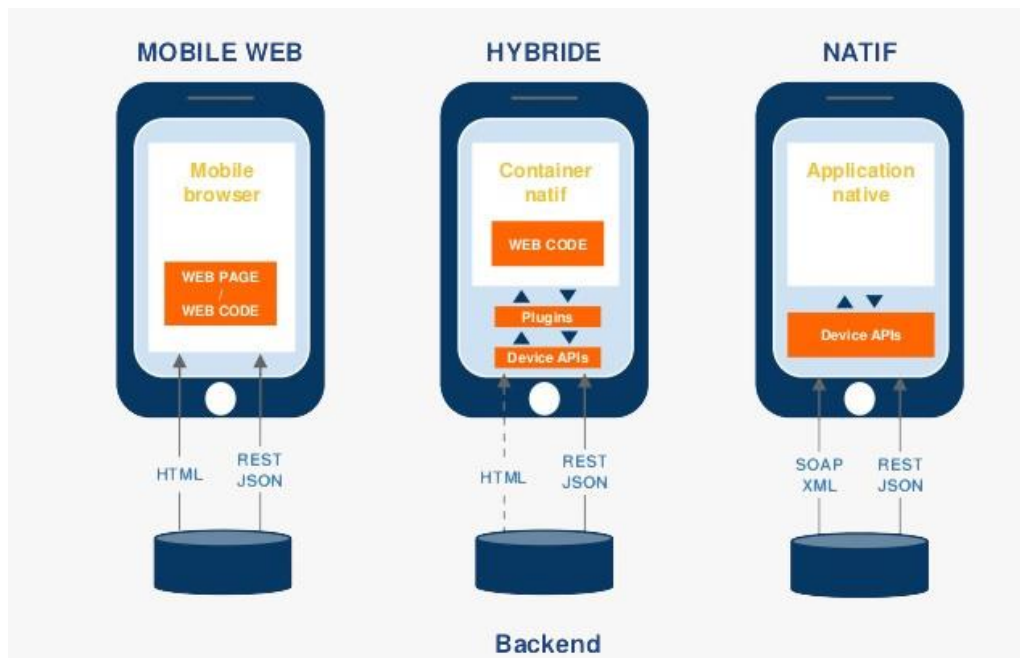 MOBILE WEB
HYBRIDE
NATIF
Mobile
browser
WEB PAGE
/
WEB CODE
Container
natif
WEB CODE
Plugins
Device APIs
Application
native
Device APIs
HTML
REST
JSON
HTML
REST
JSON
SOAP
XML
REST
JSON
Backend